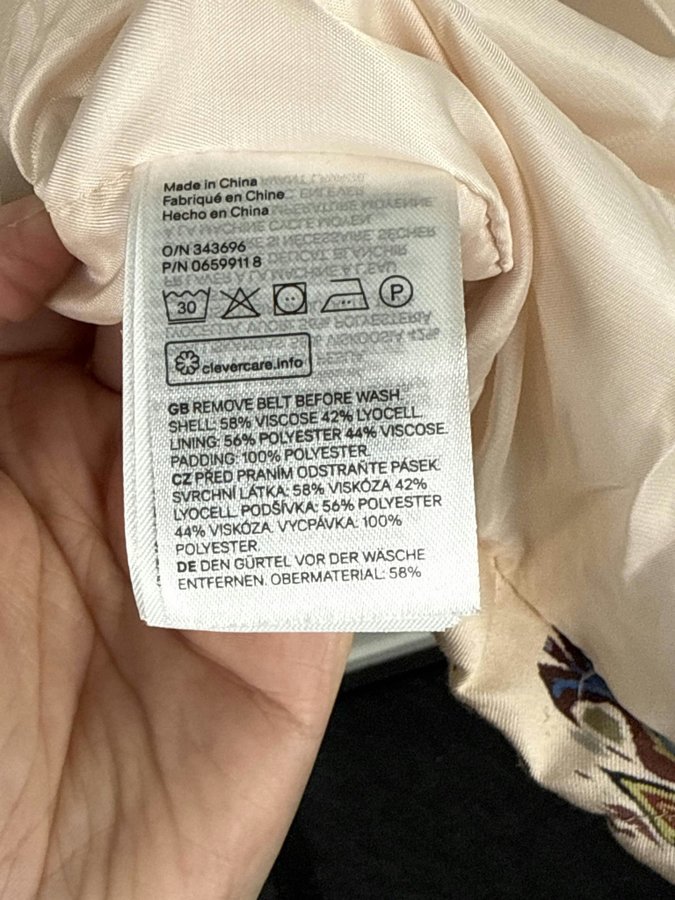 Made in China
Fabriqué en Chine
Hecho en China
O/N 343696
P/N 0659911 8
30
P
clevercare.info
GB REMOVE BELT BEFORE WASH.
SHELL: 58% VISCOSE 42% LYOCELL.
LINING: 56% POLYESTER 44% VISCOSE.
PADDING: 100% POLYESTER.
CZ PŘED PRANÍM ODSTRAŇTE PÁSEK.
SVRCHNÍ LÁTKA: 58% VISKÓZA 42%
LYOCELL. PODŠÍVKA: 56% POLYESTER
44% VISKÓZA. VYCPÁVKA: 100%
POLYESTER.
DE DEN GÜRTEL VOR DER WÄSCHE
ENTFERNEN. OBERMATERIAL: 58%